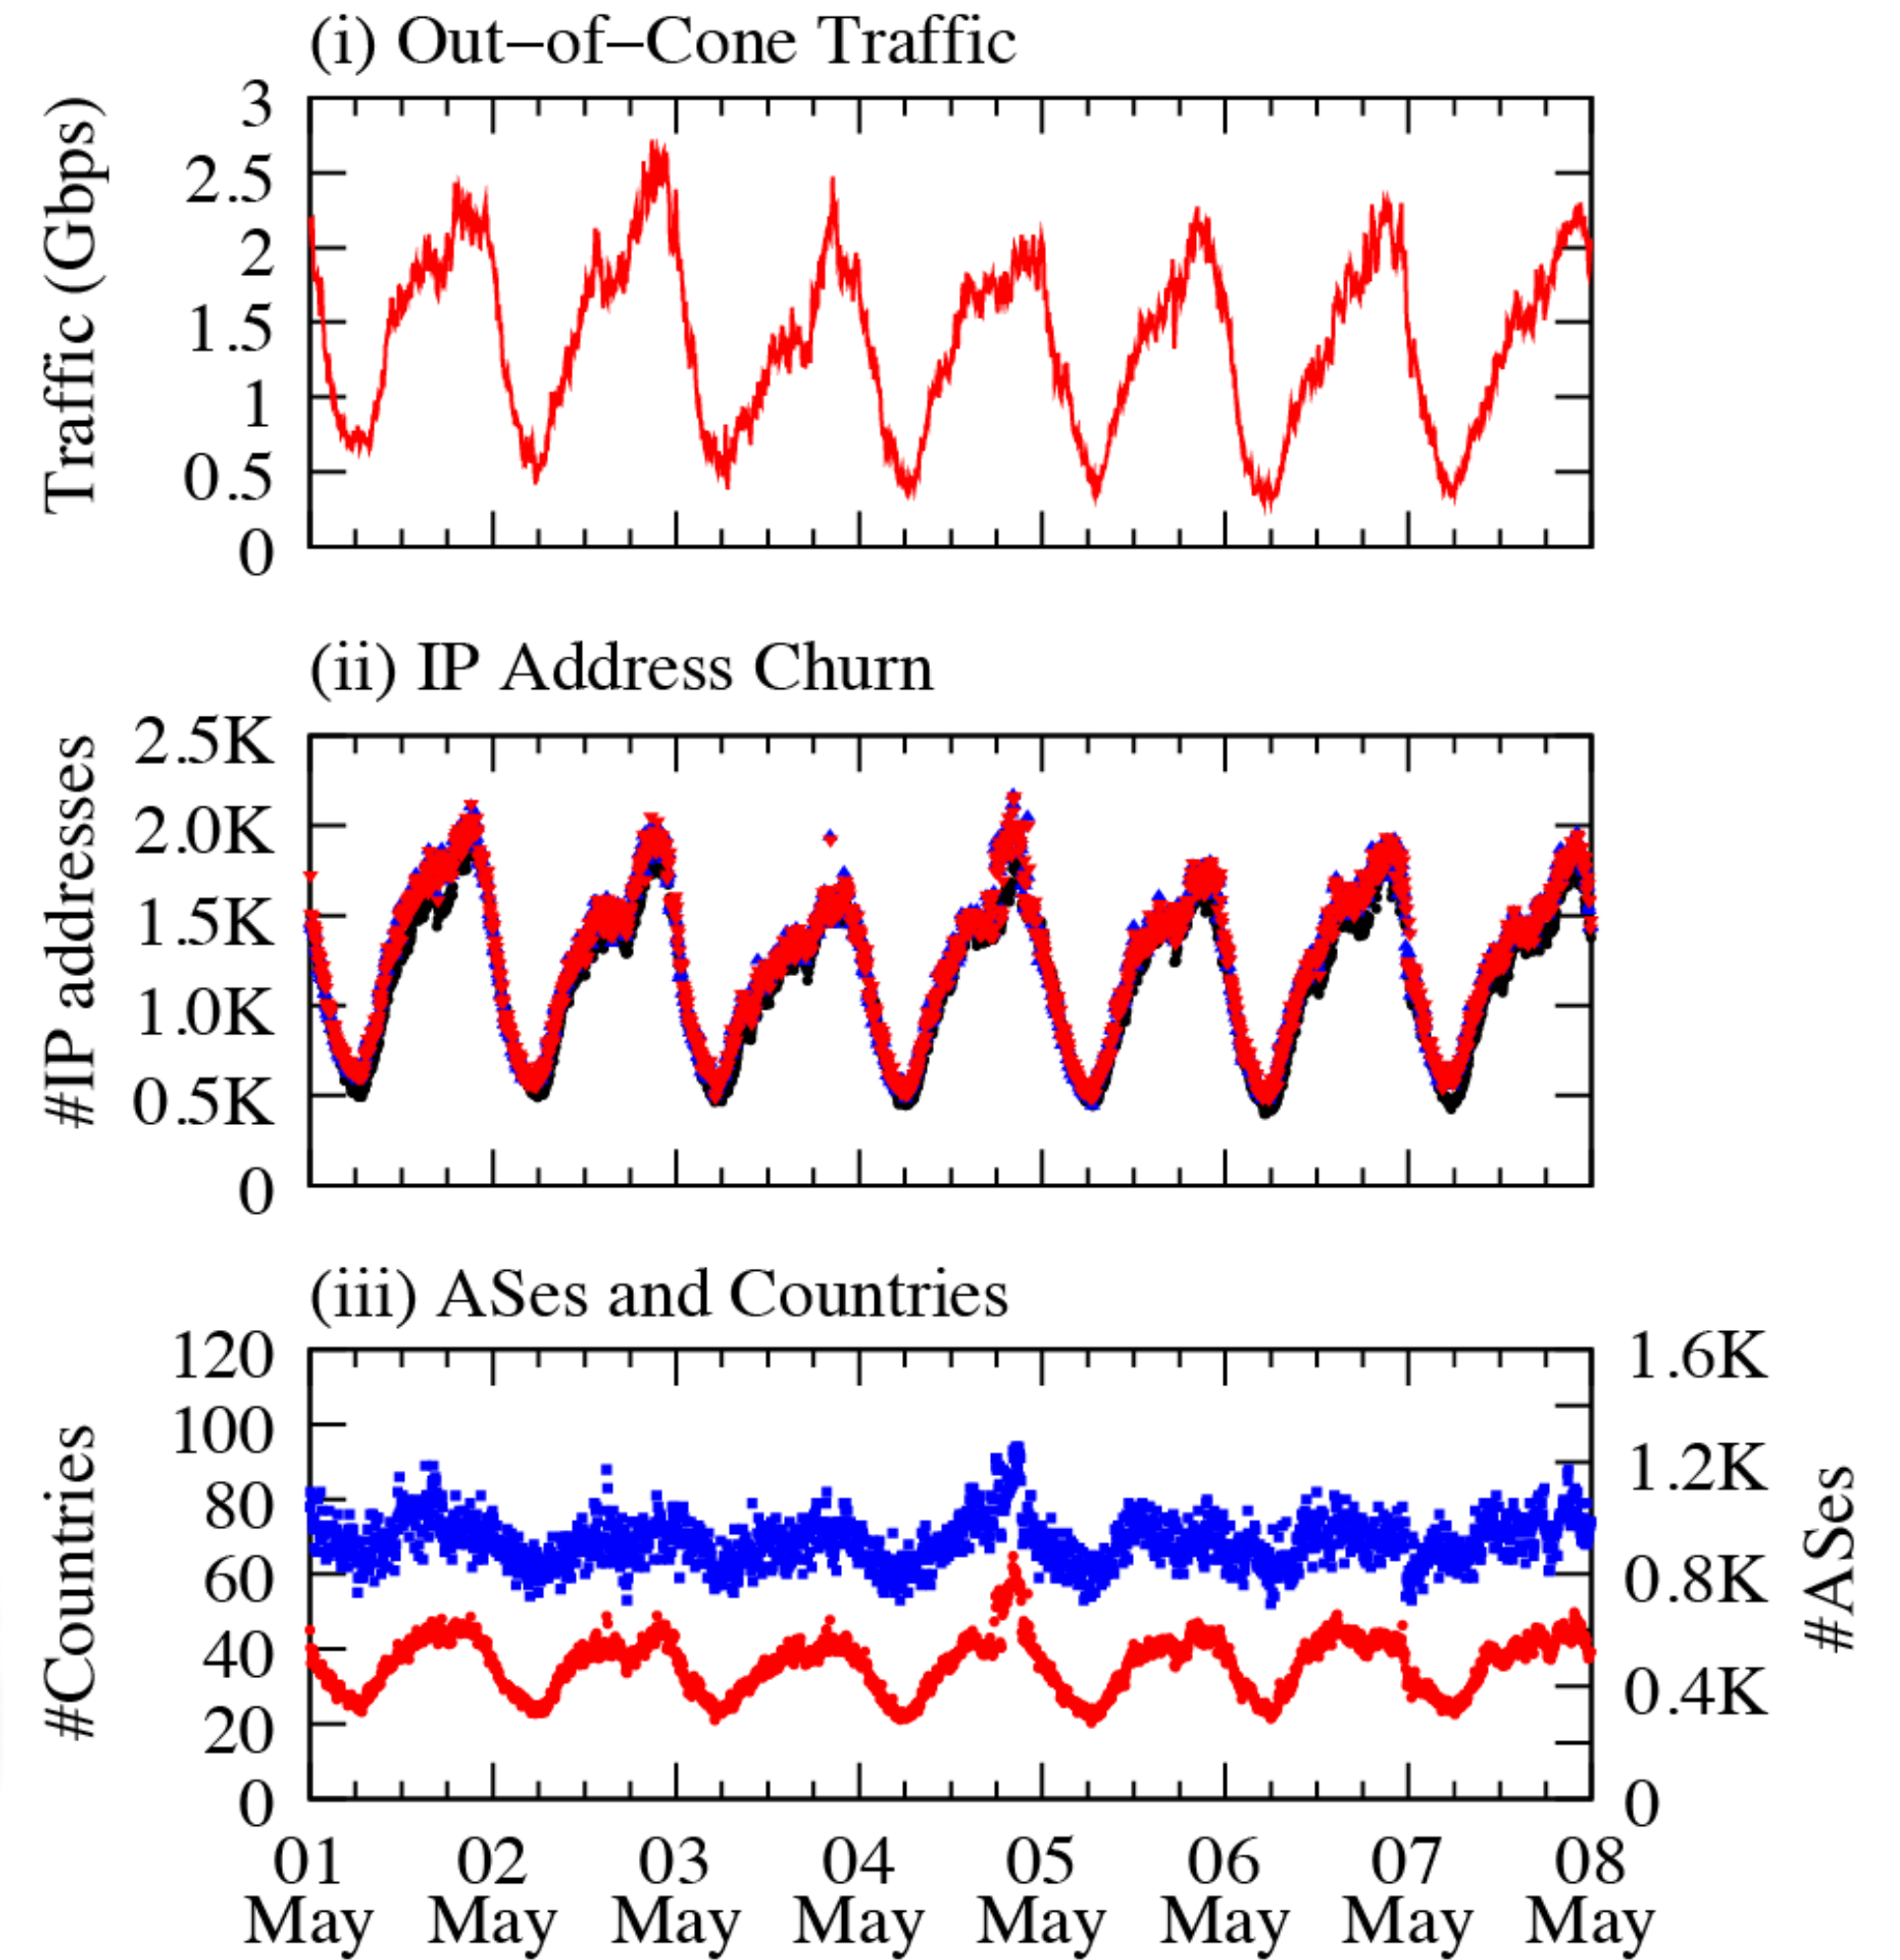 (i) Out−of−Cone Traffic
Traffic (Gbps)
3
2.5
2
1.5
1
0.5
0
(ii) IP Address Churn
#IP addresses
2.5K
2.0K
1.5K
1.0K
0.5K
0
(iii) ASes and Countries
#Countries
120
100
80
60
40
20
0
1.6K
1.2K
0.8K
0.4K
0
#ASes
01 02 03 04 05 06 07 08
May May May May May May May May